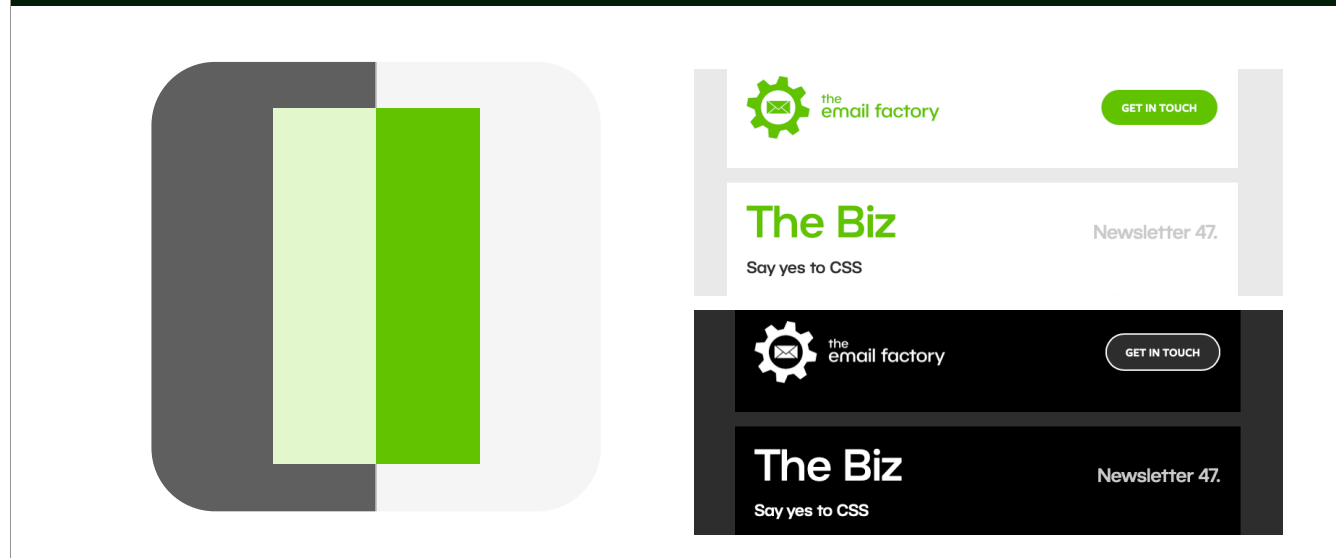 the
email factory
GET IN TOUCH
The Biz
Newsletter 47.
Say yes to CSS
the
email factory
GET IN TOUCH
The Biz
Newsletter 47.
Say yes to CSS